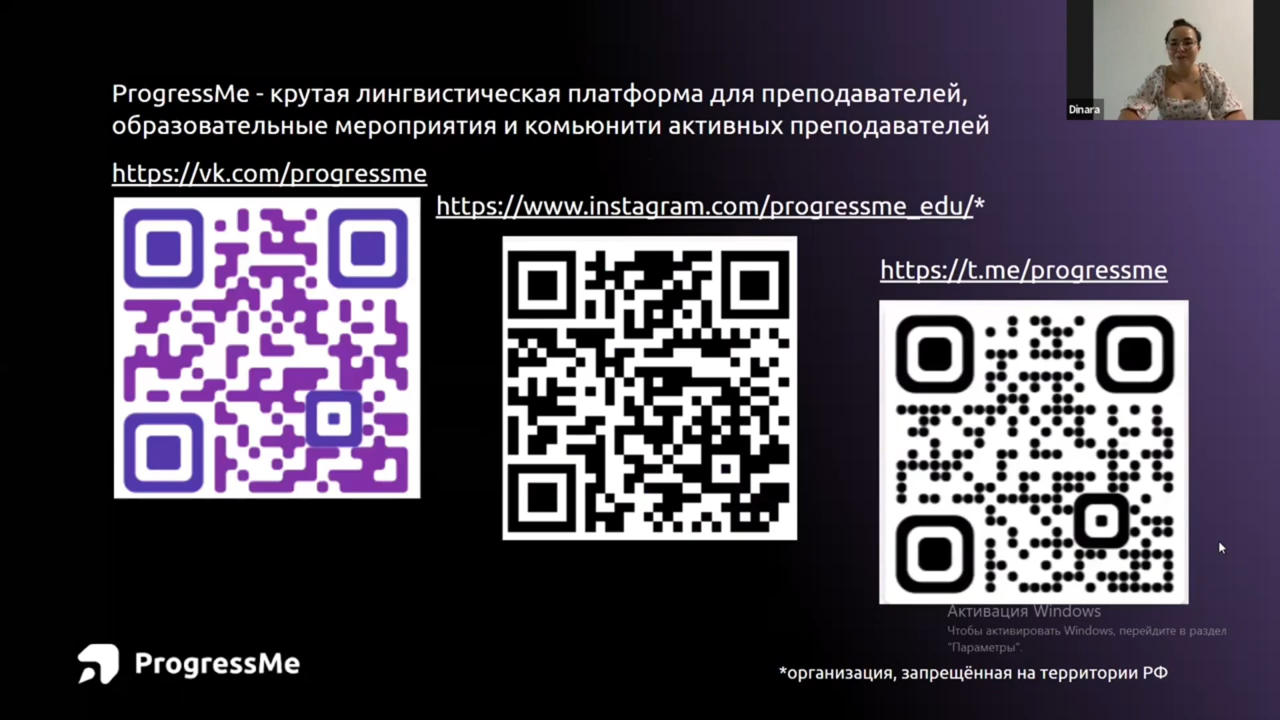 ProgressMe - крутая лингвистическая платформа для преподавателей,
образовательные мероприятия и комьюнити активных преподавателей
Dinara
https://vk.com/progressme
https://www.instagram.com/progressme_edu/*
https://t.me/progressme
Активация Windows
Чтобы активировать Windows, перейдите в раздел
"Параметры".
ProgressMe
*организация, запрещённая на территории РФ